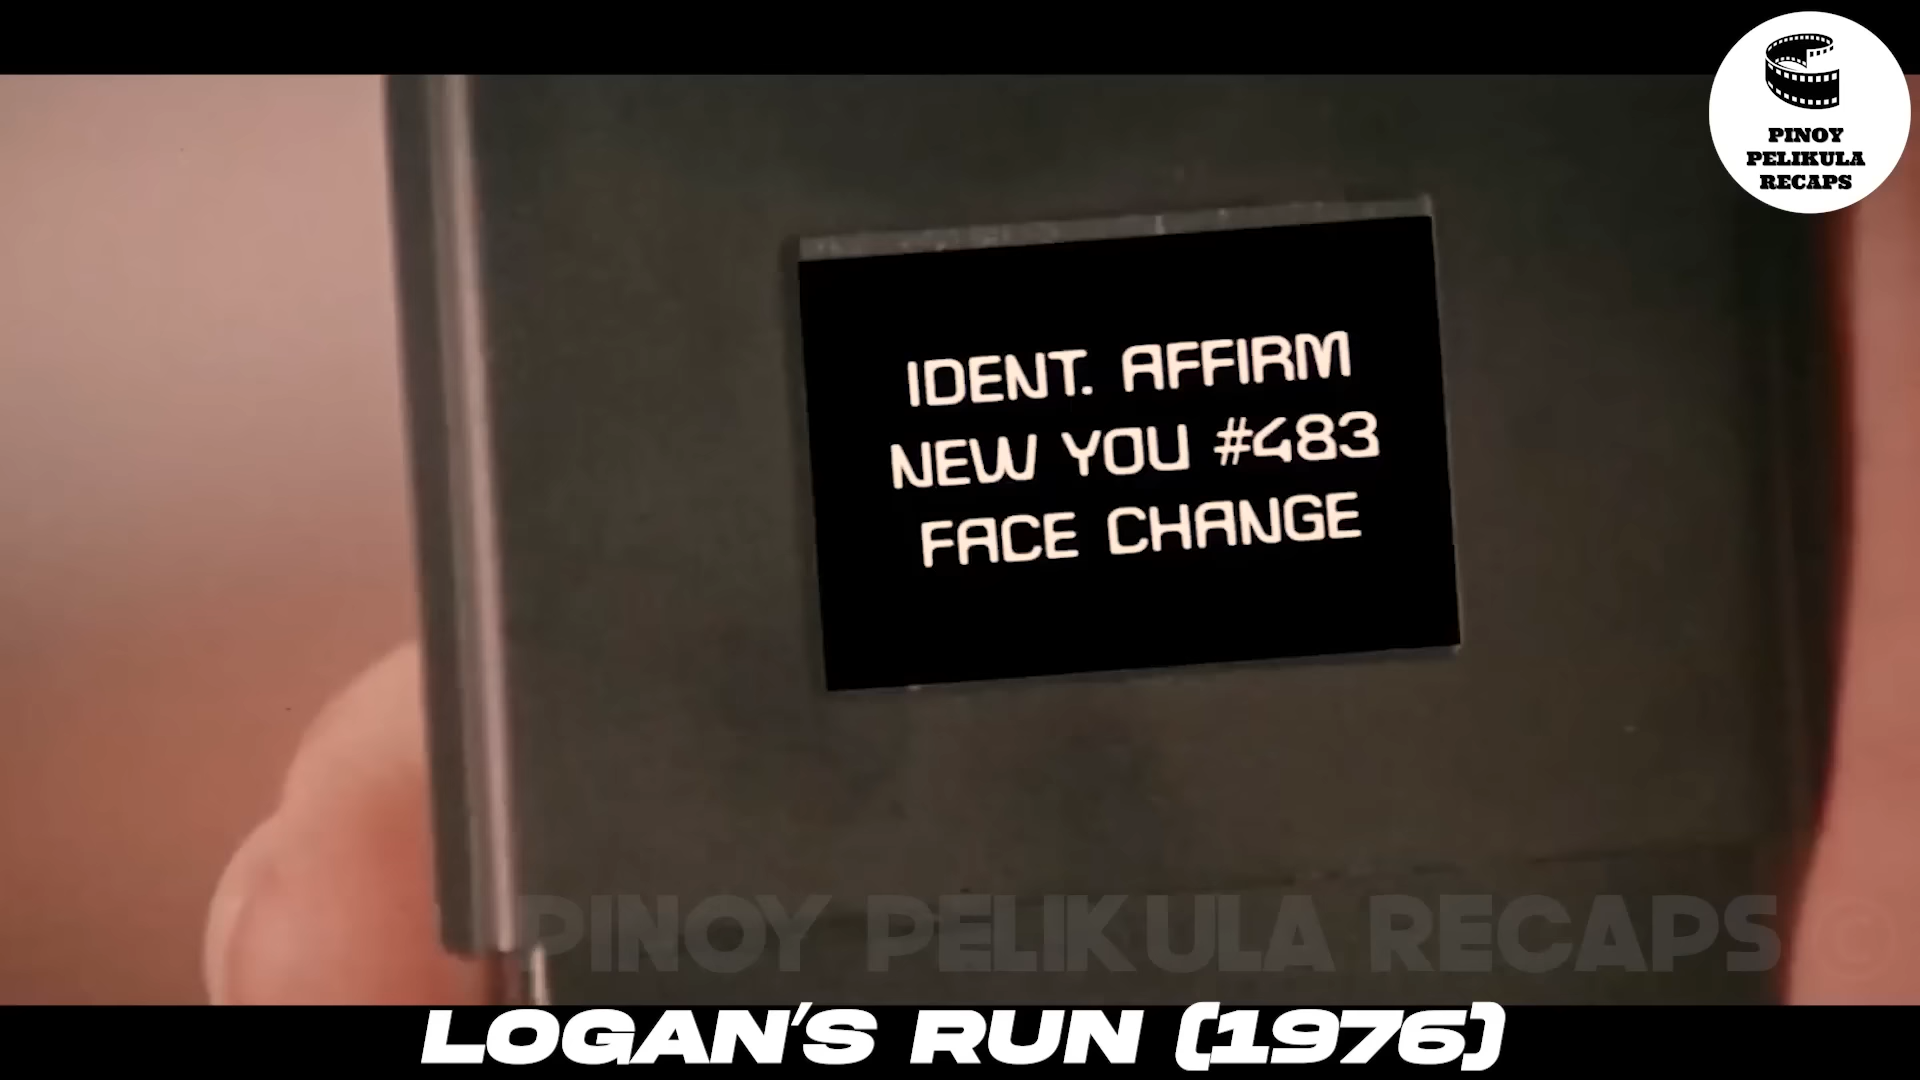 PINOY
PELIKULA
RECAPS
IDENT. AFFIRM
NEW YOU #483
FACE CHANGE
PINOY PELIKULA RECAPS ©
LOGAN'S RUN (1976)